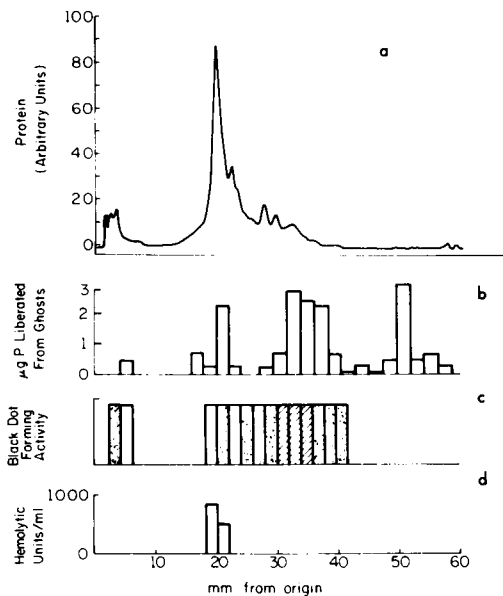 Protein
(Arbitrary Units)
100
80
60
40
20
0
a
µg P Liberated
From Ghosts
3
2
1
0
b
Black Dot
Forming
Activity
c
Hemolytic
Units/ml
1000
0
d
10 20 30 40 50 60
mm from origin